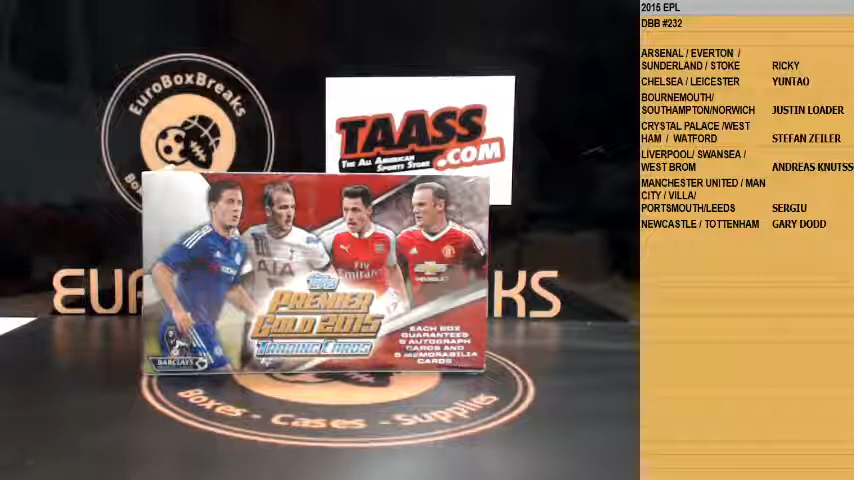 2015 EPL
DBB #232
ARSENAL / EVERTON /
SUNDERLAND / STOKE RICKY
CHELSEA / LEICESTER YUNTAO
BOURNEMOUTH/
SOUTHAMPTON/NORWICH JUSTIN LOADER
CRYSTAL PALACE /WEST
HAM / WATFORD STEFAN ZEILER
LIVERPOOL/ SWANSEA /
WEST BROM ANDREAS KNUTSS
MANCHESTER UNITED / MAN
CITY / VILLA/
PORTSMOUTH/LEEDS SERGIU
NEWCASTLE / TOTTENHAM GARY DODD
EuroBoxBreaks
TAASS
THE ALL AMERICAN
SPORTS STORE
.COM
AIA
Fly
Emirates
CHEVROLET
TOPPS
PREMIER
GOLD 2015
TRADING CARDS
EACH BOX
GUARANTEES
5 AUTOGRAPH
CARDS AND
5 MEMORABILIA
CARDS
BARCLAYS
EUR
KS
Boxes - Cases - Supplies